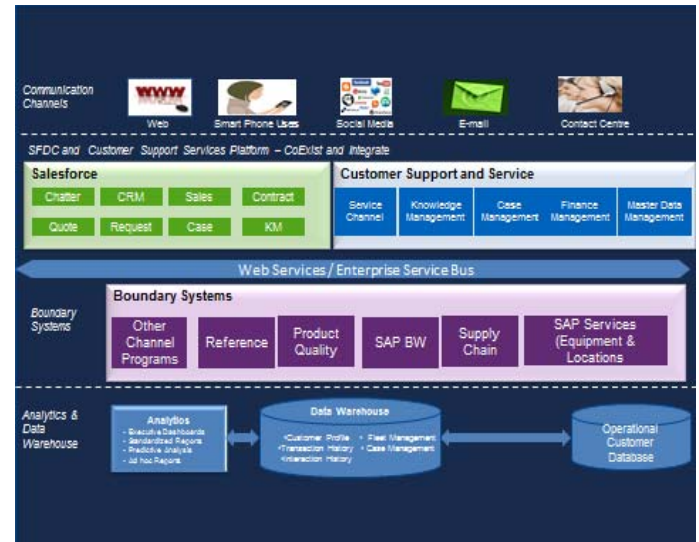 Communication
Channels
WWW
Web
Smart Phone Uses
Social Media
E-mail
Contact Centre
SFDC and Customer Support Services Platform – CoExist and Integrate
Salesforce
Chatter
CRM
Sales
Contract
Quote
Request
Case
KM
Customer Support and Service
Service
Channel
Knowledge
Management
Case
Management
Finance
Management
Master Data
Management
Web Services / Enterprise Service Bus
Boundary
Systems
Boundary Systems
Other
Channel
Programs
Reference
Product
Quality
SAP BW
Supply
Chain
SAP Services
(Equipment &
Locations
Analytics &
Data
Warehouse
Analytics
- Executive Dashboards
- Standardized Reports
- Predictive Analysis
- Ad hoc Reports
Data Warehouse
•Customer Profile
•Transaction History
•Interaction History
• Fleet Management
• Case Management
Operational
Customer
Database